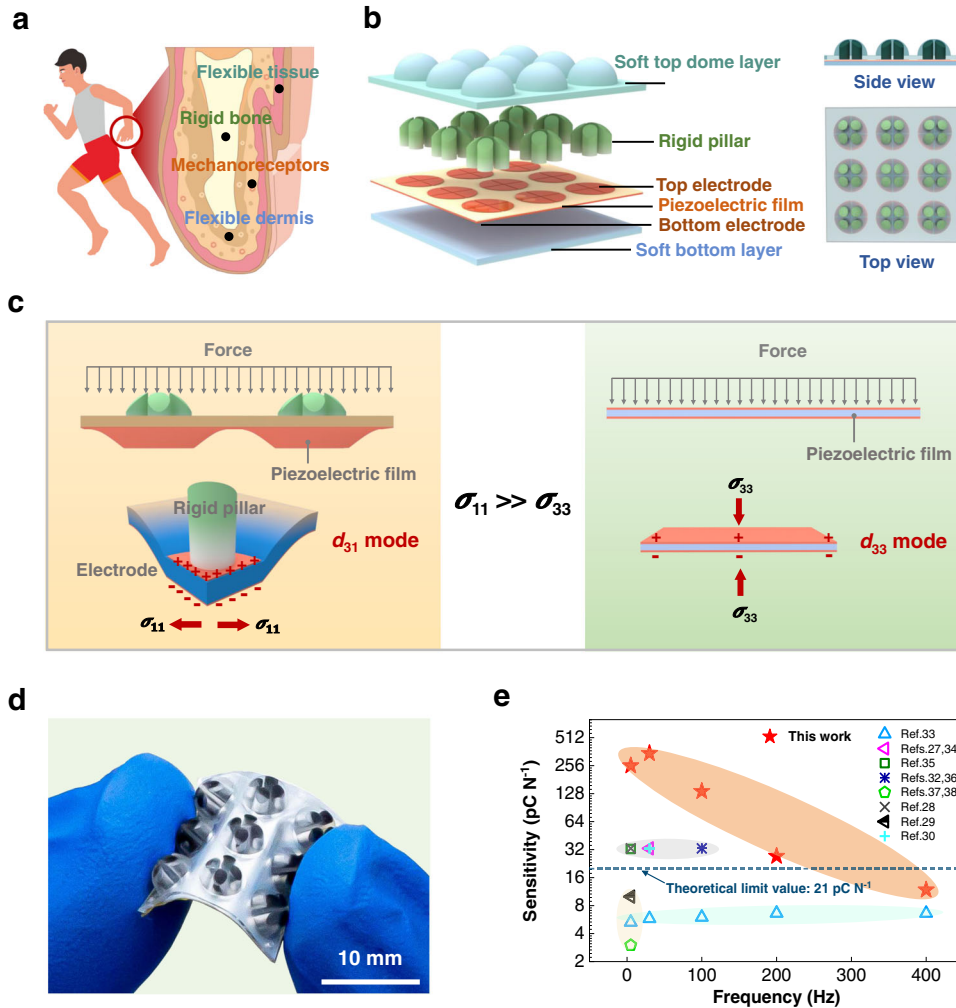 a
Flexible tissue
Rigid bone
Mechanoreceptors
Flexible dermis
b
Soft top dome layer
Rigid pillar
Top electrode
Piezoelectric film
Bottom electrode
Soft bottom layer
Side view
Top view
c
Force
Piezoelectric film
Rigid pillar
d31 mode
Electrode
σ11
σ11
σ11 >> σ33
Force
Piezoelectric film
σ33
d33 mode
σ33
d
10 mm
e
Sensitivity (pC N⁻¹)
512
256
128
64
32
16
8
4
2
This work
Ref.33
Refs.27,34
Ref.35
Refs.32,36
Refs.37,38
Ref.28
Ref.29
Ref.30
Theoretical limit value: 21 pC N⁻¹
0
100
200
300
400
Frequency (Hz)